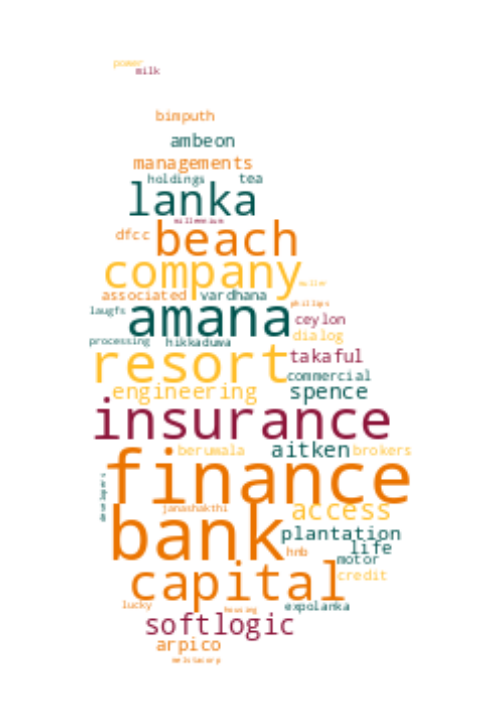 power
milk
bimputh
ambeon
managements
holdings tea
lanka
millennium
dfcc beach
company
associated vardhana
phillips
laugfs amana ceylon
dialog
processing hikkaduwa
resort takaful
commercial
engineering spence
insurance
berumala aitken brokers
finance
janashakthi access
bank plantation
hnb life
motor
capital credit
lucky housing expolanka
softlogic
arpico
melstacorp